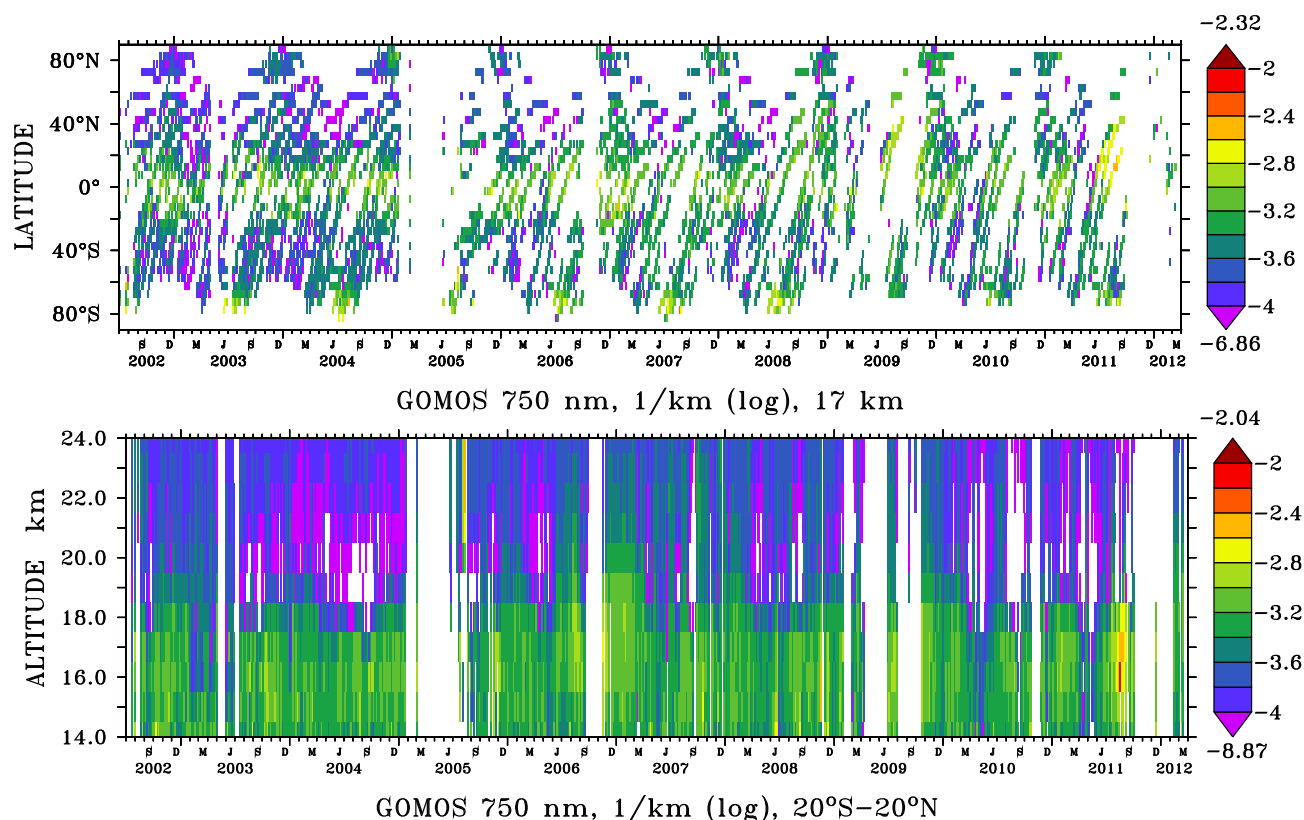 −2.32
80°N
40°N
0°
40°S
80°S
LATITUDE
−2
−2.4
−2.8
−3.2
−3.6
−4
−6.86
S D M J S D M J S D M J S D M J S D M J S D M J S D M J S D M J S D M J S D M
2002 2003 2004 2005 2006 2007 2008 2009 2010 2011 2012
GOMOS 750 nm, 1/km (log), 17 km
−2.04
24.0
22.0
20.0
18.0
16.0
14.0
ALTITUDE km
−2
−2.4
−2.8
−3.2
−3.6
−4
−8.87
S D M J S D M J S D M J S D M J S D M J S D M J S D M J S D M J S D M J S D M
2002 2003 2004 2005 2006 2007 2008 2009 2010 2011 2012
GOMOS 750 nm, 1/km (log), 20°S−20°N